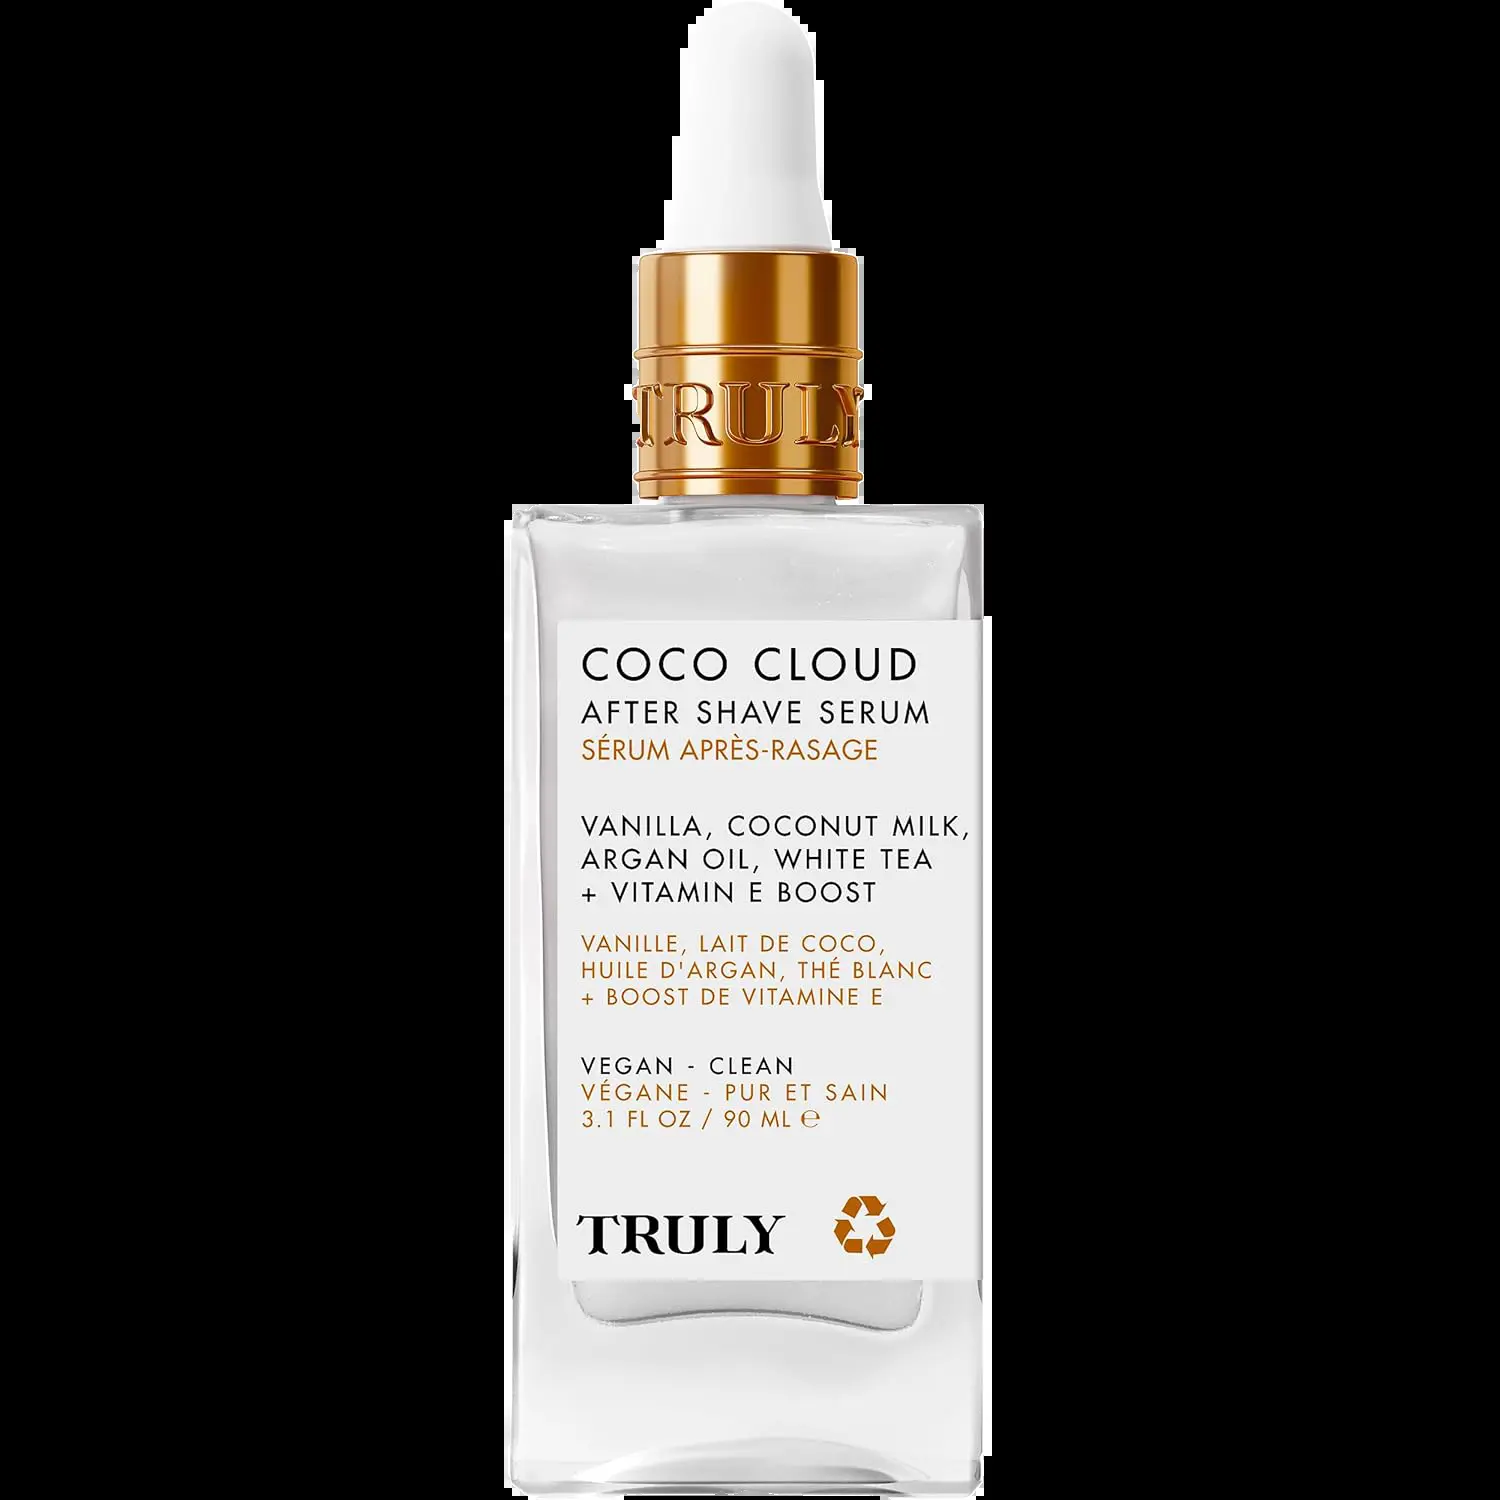 TRULY
COCO CLOUD
AFTER SHAVE SERUM
SÉRUM APRÈS-RASAGE
VANILLA, COCONUT MILK,
ARGAN OIL, WHITE TEA
+ VITAMIN E BOOST
VANILLE, LAIT DE COCO,
HUILE D'ARGAN, THÉ BLANC
+ BOOST DE VITAMINE E
VEGAN - CLEAN
VÉGANE - PUR ET SAIN
3.1 FL OZ / 90 ML ℮
TRULY